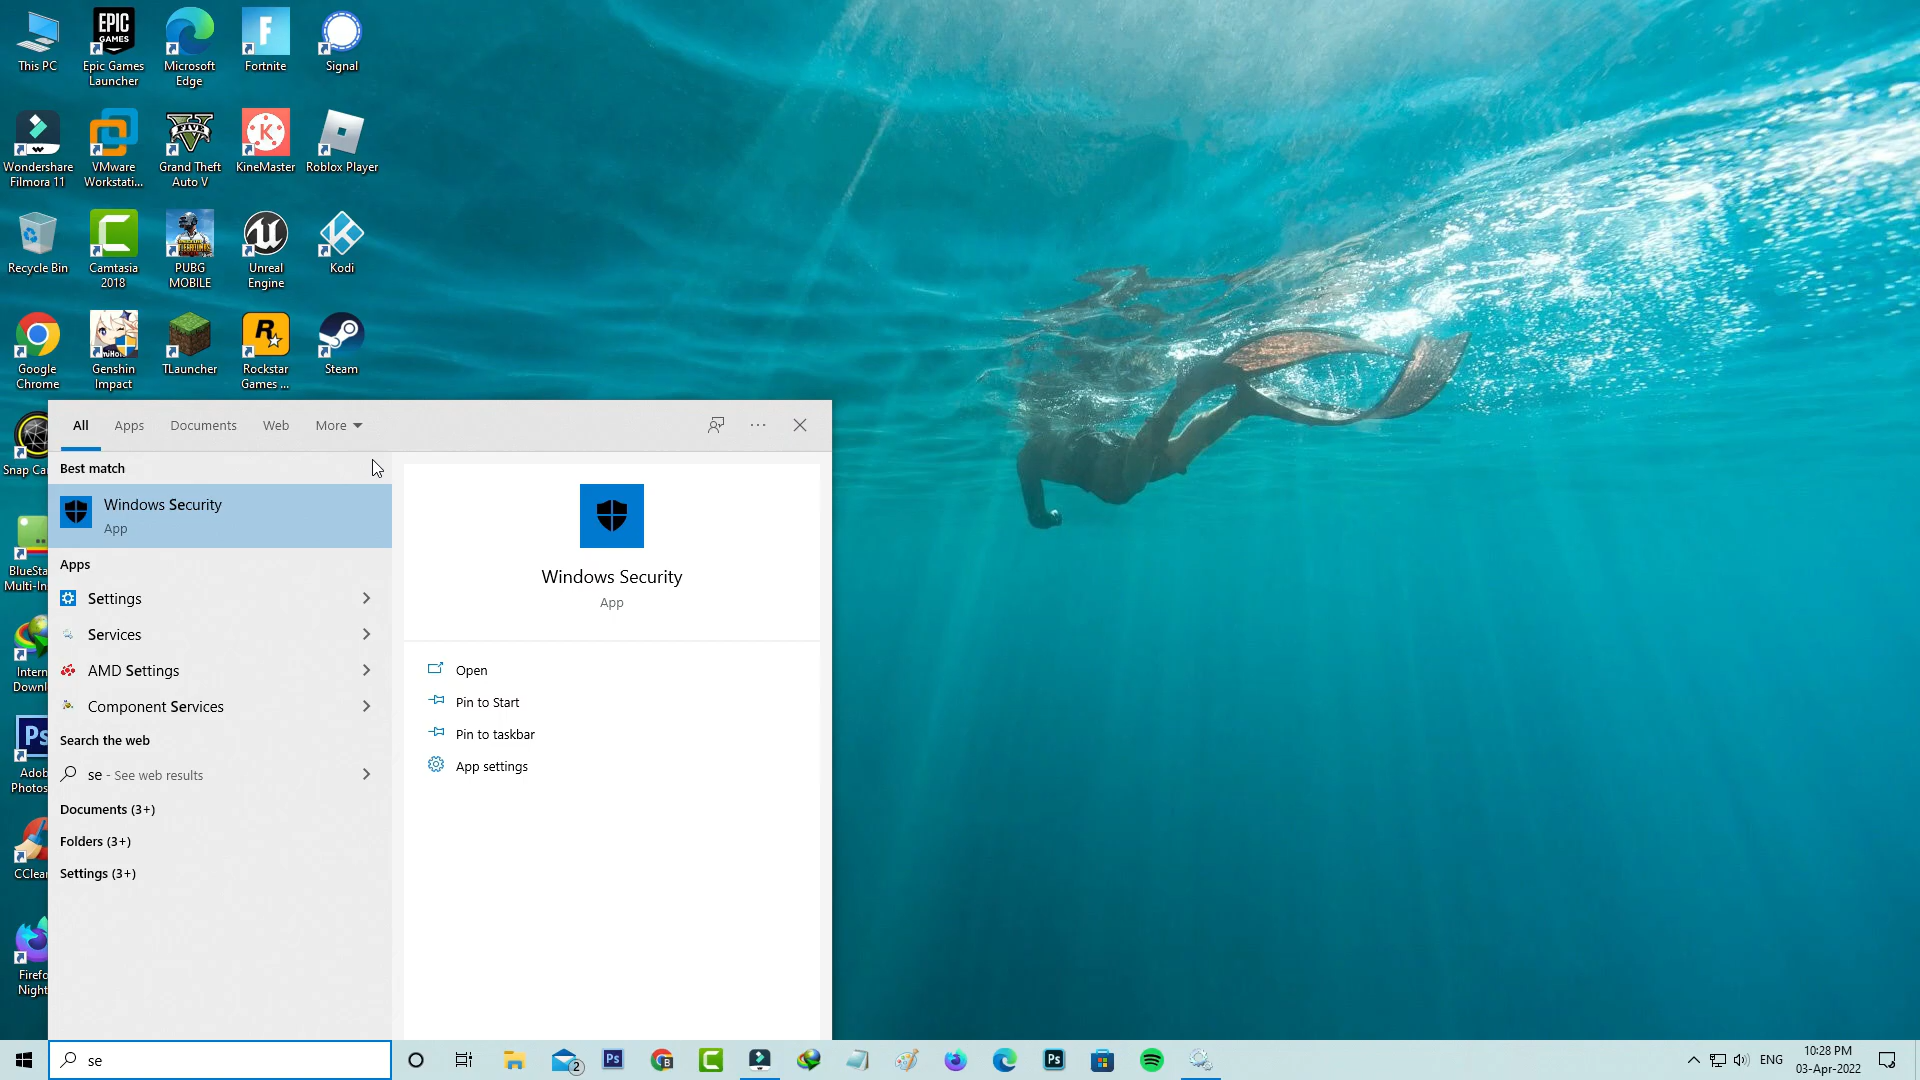 This PC
EPIC
GAMES
Epic Games
Launcher
Microsoft
Edge
F
Fortnite
Signal
Wondershare
Filmora 11
VMware
Workstati...
FIVE
Grand Theft
Auto V
K
KineMaster
Roblox Player
Recycle Bin
Camtasia
2018
PUBG
MOBILE
Unreal
Engine
Kodi
Google
Chrome
Genshin
Impact
TLauncher
R
Rockstar
Games ...
Steam
Snap Ca
BlueSta
Multi-In
Intern
Downl
Ps
Adob
Photos
CClea
Firefo
Night
All
Apps
Documents
Web
More
Best match
Windows Security
App
Apps
Settings
Services
AMD Settings
Component Services
Search the web
se - See web results
Documents (3+)
Folders (3+)
Settings (3+)
Windows Security
App
Open
Pin to Start
Pin to taskbar
App settings
se
2
Ps
B
Ps
ENG
10:28 PM
03-Apr-2022